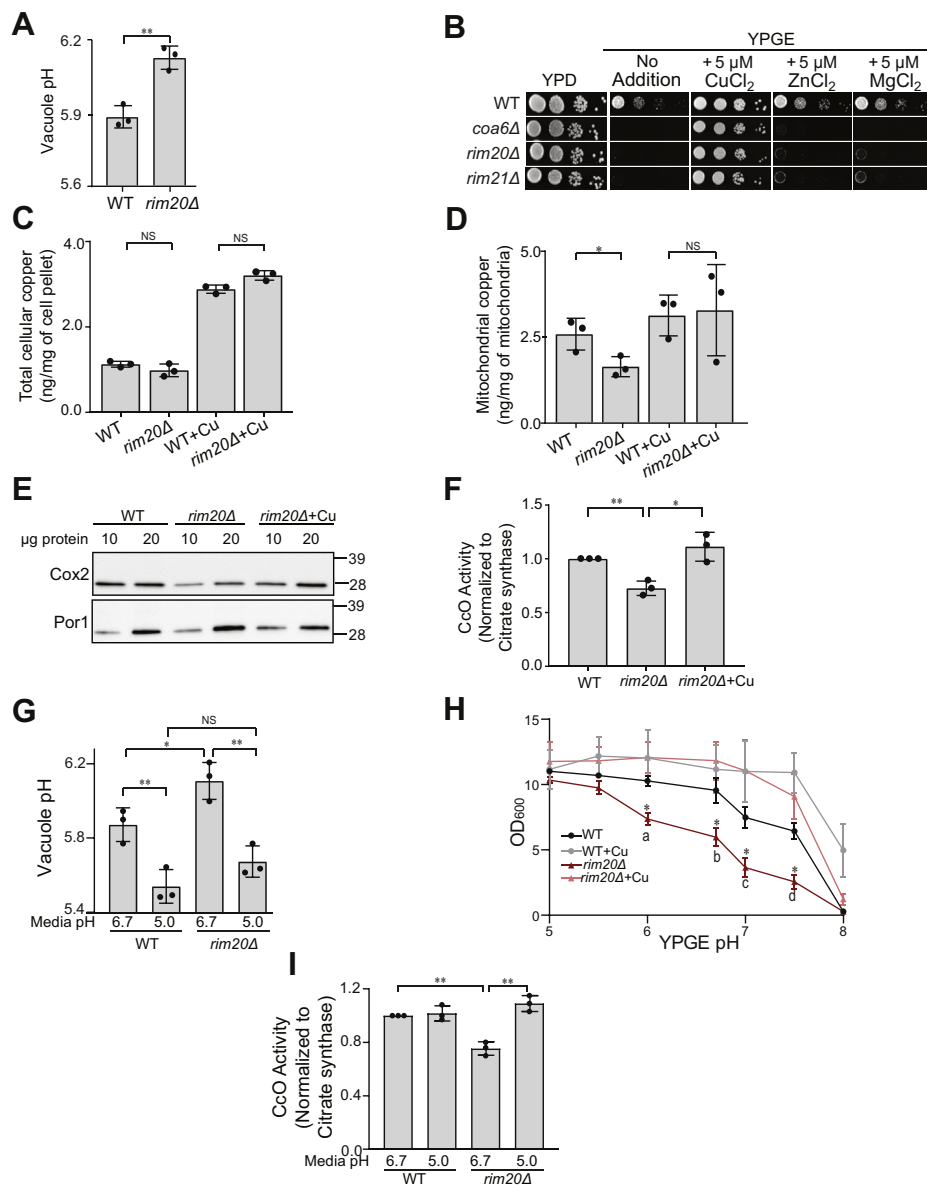 A
Vacuole pH
6.2
5.9
5.6
**
WT
rim20Δ
B
YPGE
YPD
No Addition
+ 5 µM CuCl2
+ 5 µM ZnCl2
+ 5 µM MgCl2
WT
coa6Δ
rim20Δ
rim21Δ
C
Total cellular copper
(ng/mg of cell pellet)
4.0
2.0
0.0
NS
NS
WT
rim20Δ
WT+Cu
rim20Δ+Cu
D
Mitochondrial copper
(ng/mg of mitochondria)
5.0
2.5
0.0
*
NS
WT
rim20Δ
WT+Cu
rim20Δ+Cu
E
WT
rim20Δ
rim20Δ+Cu
µg protein
10
20
10
20
10
20
Cox2
39
28
Por1
39
28
F
CcO Activity
(Normalized to
Citrate synthase)
1.5
1.0
0.5
0.0
**
*
WT
rim20Δ
rim20Δ+Cu
G
Vacuole pH
6.2
5.8
5.4
NS
*
**
**
Media pH
6.7
5.0
6.7
5.0
WT
rim20Δ
H
OD600
15
10
5
0
WT
WT+Cu
rim20Δ
rim20Δ+Cu
*
a
*
b
*
c
*
d
5
6
7
8
YPGE pH
I
CcO Activity
(Normalized to
Citrate synthase)
1.2
0.8
0.4
0.0
**
**
Media pH
6.7
5.0
6.7
5.0
WT
rim20Δ